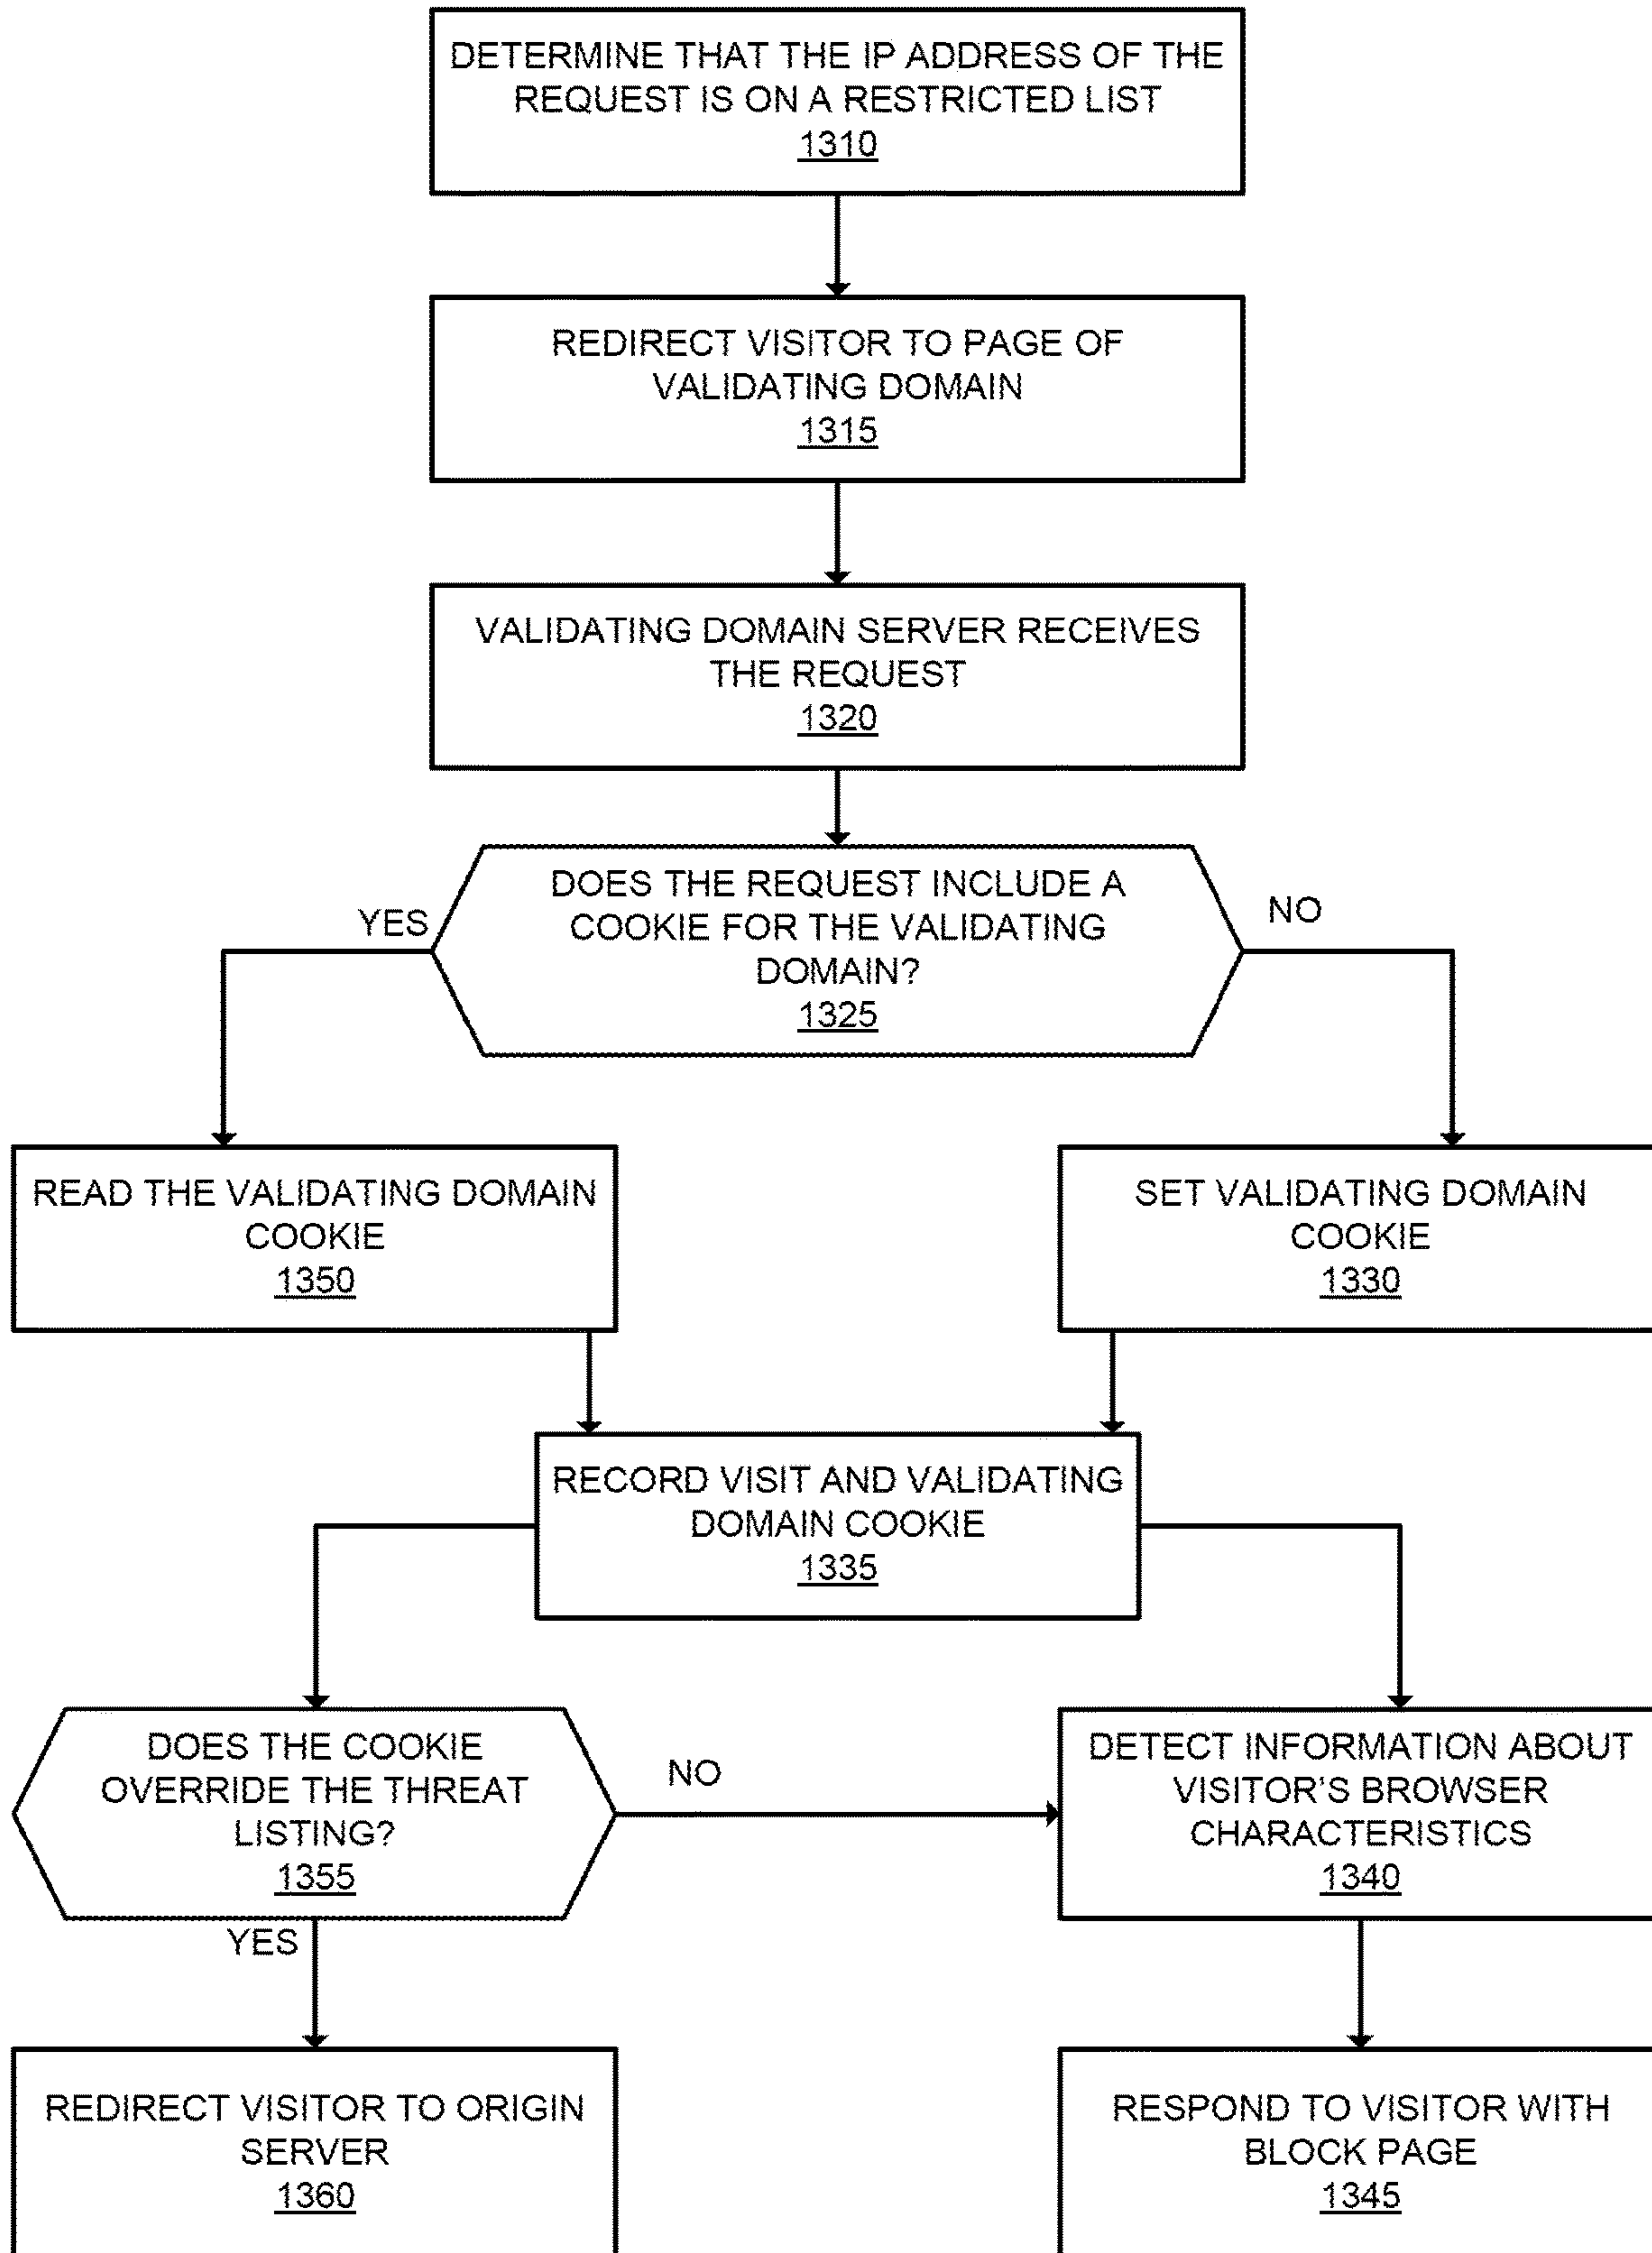 DETERMINE THAT THE IP ADDRESS OF THE
REQUEST IS ON A RESTRICTED LIST
1310
REDIRECT VISITOR TO PAGE OF
VALIDATING DOMAIN
1315
VALIDATING DOMAIN SERVER RECEIVES
THE REQUEST
1320
DOES THE REQUEST INCLUDE A
COOKIE FOR THE VALIDATING
DOMAIN?
1325
YES
NO
READ THE VALIDATING DOMAIN
COOKIE
1350
SET VALIDATING DOMAIN
COOKIE
1330
RECORD VISIT AND VALIDATING
DOMAIN COOKIE
1335
DOES THE COOKIE
OVERRIDE THE THREAT
LISTING?
1355
NO
YES
DETECT INFORMATION ABOUT
VISITOR'S BROWSER
CHARACTERISTICS
1340
REDIRECT VISITOR TO ORIGIN
SERVER
1360
RESPOND TO VISITOR WITH
BLOCK PAGE
1345